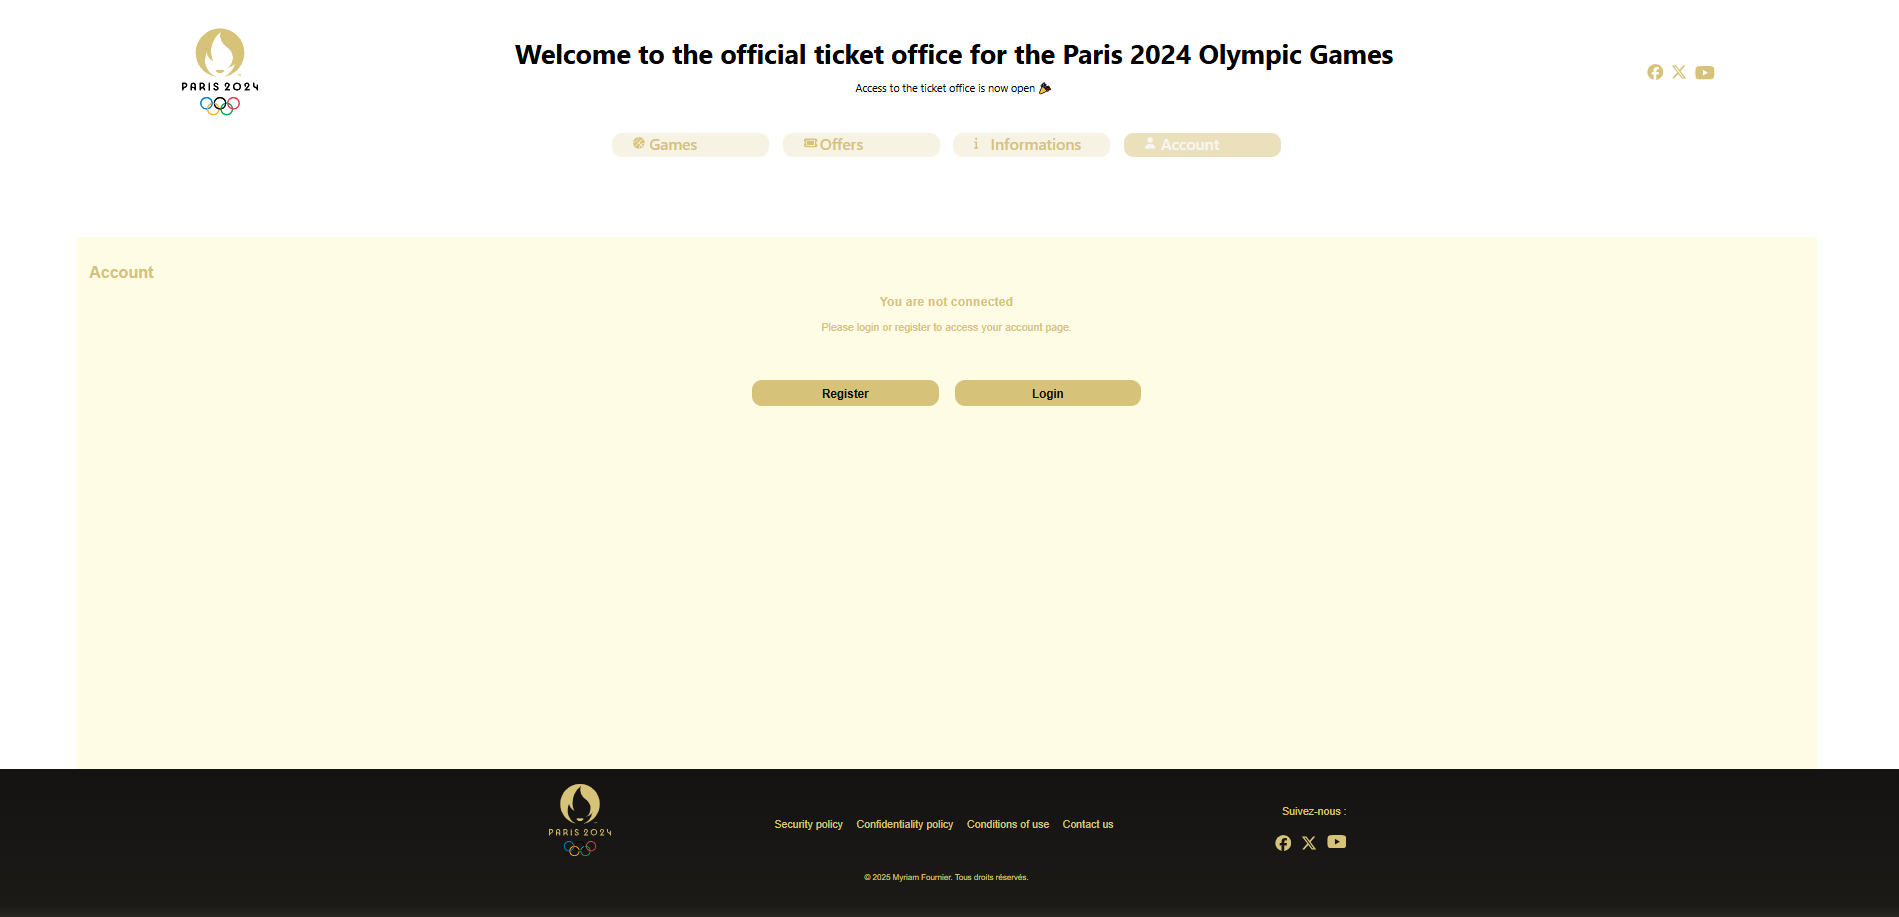 Welcome to the official ticket office for the Paris 2024 Olympic Games
Access to the ticket office is now open
PARIS 2024
Games
Offers
Informations
Account
Account
You are not connected
Please login or register to access your account page.
Register
Login
PARIS 2024
Security policy
Confidentiality policy
Conditions of use
Contact us
Suivez-nous :
© 2025 Myriam Fournier. Tous droits réservés.